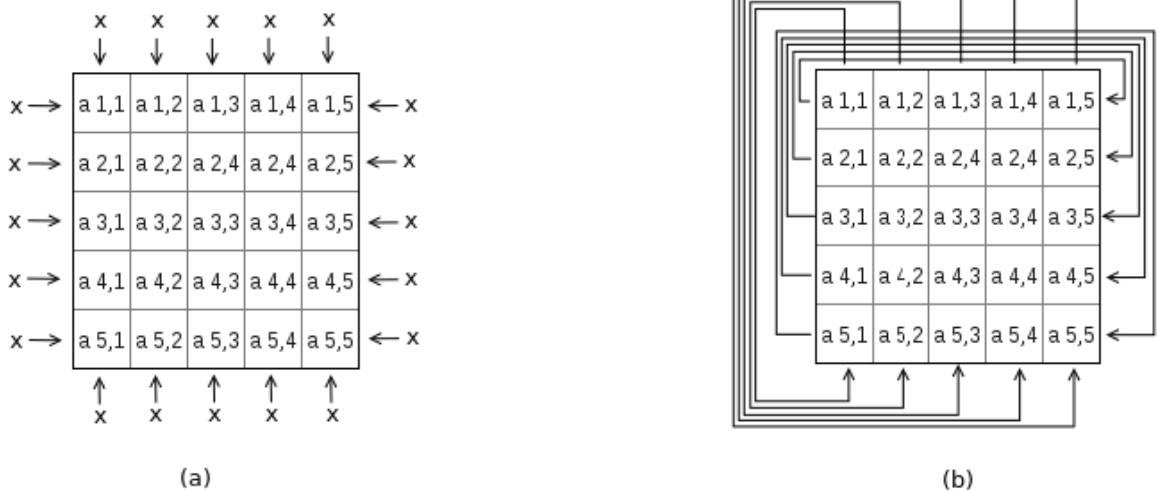 x x x x x
x a 1,1 a 1,2 a 1,3 a 1,4 a 1,5 x
x a 2,1 a 2,2 a 2,4 a 2,4 a 2,5 x
x a 3,1 a 3,2 a 3,3 a 3,4 a 3,5 x
x a 4,1 a 4,2 a 4,3 a 4,4 a 4,5 x
x a 5,1 a 5,2 a 5,3 a 5,4 a 5,5 x
x x x x x
(a)
a 1,1 a 1,2 a 1,3 a 1,4 a 1,5
a 2,1 a 2,2 a 2,4 a 2,4 a 2,5
a 3,1 a 3,2 a 3,3 a 3,4 a 3,5
a 4,1 a 4,2 a 4,3 a 4,4 a 4,5
a 5,1 a 5,2 a 5,3 a 5,4 a 5,5
(b)